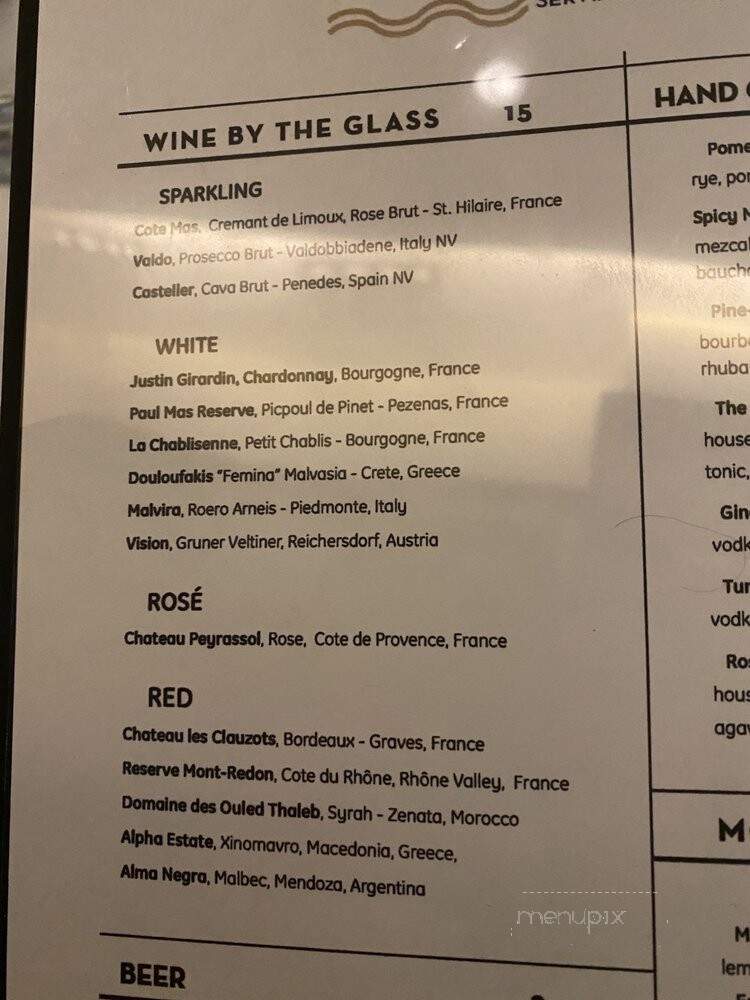 WINE BY THE GLASS 15
SPARKLING
Cote Mas, Cremant de Limoux, Rose Brut - St. Hilaire, France
Valdo, Prosecco Brut - Valdobbiadene, Italy NV
Casteller, Cava Brut - Penedes, Spain NV
WHITE
Justin Girardin, Chardonnay, Bourgogne, France
Paul Mas Reserve, Picpoul de Pinet - Pezenas, France
La Chablisenne, Petit Chablis - Bourgogne, France
Douloufakis "Femina" Malvasia - Crete, Greece
Malvira, Roero Arneis - Piedmonte, Italy
Vision, Gruner Veltiner, Reichersdorf, Austria
ROSÉ
Chateau Peyrassol, Rose, Cote de Provence, France
RED
Chateau les Clauzots, Bordeaux - Graves, France
Reserve Mont-Redon, Cote du Rhône, Rhône Valley, France
Domaine des Ouled Thaleb, Syrah - Zenata, Morocco
Alpha Estate, Xinomavro, Macedonia, Greece,
Alma Negra, Malbec, Mendoza, Argentina
BEER
HAND
Pome
rye, po
Spicy
mezcal
bauch
Pine-
bourb
rhuba
The
house
tonic,
Gin
vodk
Tur
vodk
Ro
hous
aga
M
lem
menupix